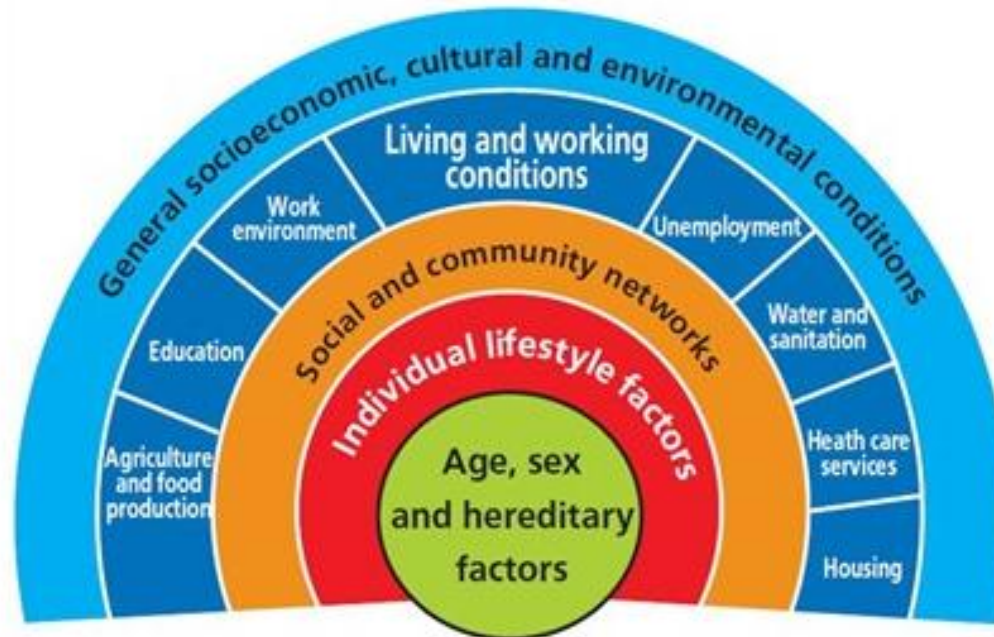 General socioeconomic, cultural and environmental conditions
Living and working
conditions
Work
environment
Unemployment
Education
Water and
sanitation
Agriculture
and food
production
Heath care
services
Housing
Social and community networks
Individual lifestyle factors
Age, sex
and hereditary
factors